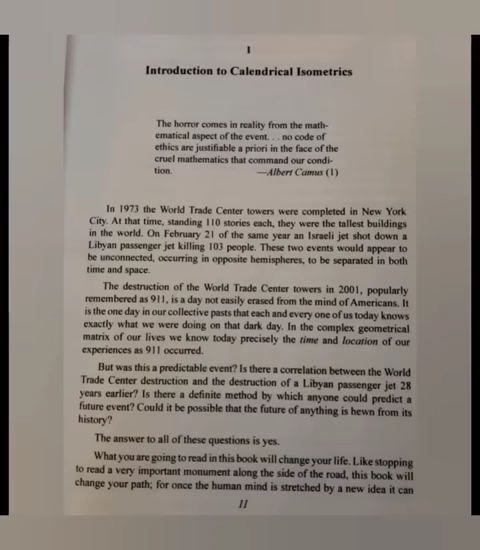 I
Introduction to Calendrical Isometrics
The horror comes in reality from the math-
ematical aspect of the event. . . no code of
ethics are justifiable a priori in the face of the
cruel mathematics that command our condi-
tion. —Albert Camus (1)
In 1973 the World Trade Center towers were completed in New York
City. At that time, standing 110 stories each, they were the tallest buildings
in the world. On February 21 of the same year an Israeli jet shot down a
Libyan passenger jet killing 103 people. These two events would appear to
be unconnected, occurring in opposite hemispheres, to be separated in both
time and space.
The destruction of the World Trade Center towers in 2001, popularly
remembered as 911, is a day not easily erased from the mind of Americans. It
is the one day in our collective pasts that each and every one of us today knows
exactly what we were doing on that dark day. In the complex geometrical
matrix of our lives we know today precisely the time and location of our
experiences as 911 occurred.
But was this a predictable event? Is there a correlation between the World
Trade Center destruction and the destruction of a Libyan passenger jet 28
years earlier? Is there a definite method by which anyone could predict a
future event? Could it be possible that the future of anything is hewn from its
history?
The answer to all of these questions is yes.
What you are going to read in this book will change your life. Like stopping
to read a very important monument along the side of the road, this book will
change your path; for once the human mind is stretched by a new idea it can
11